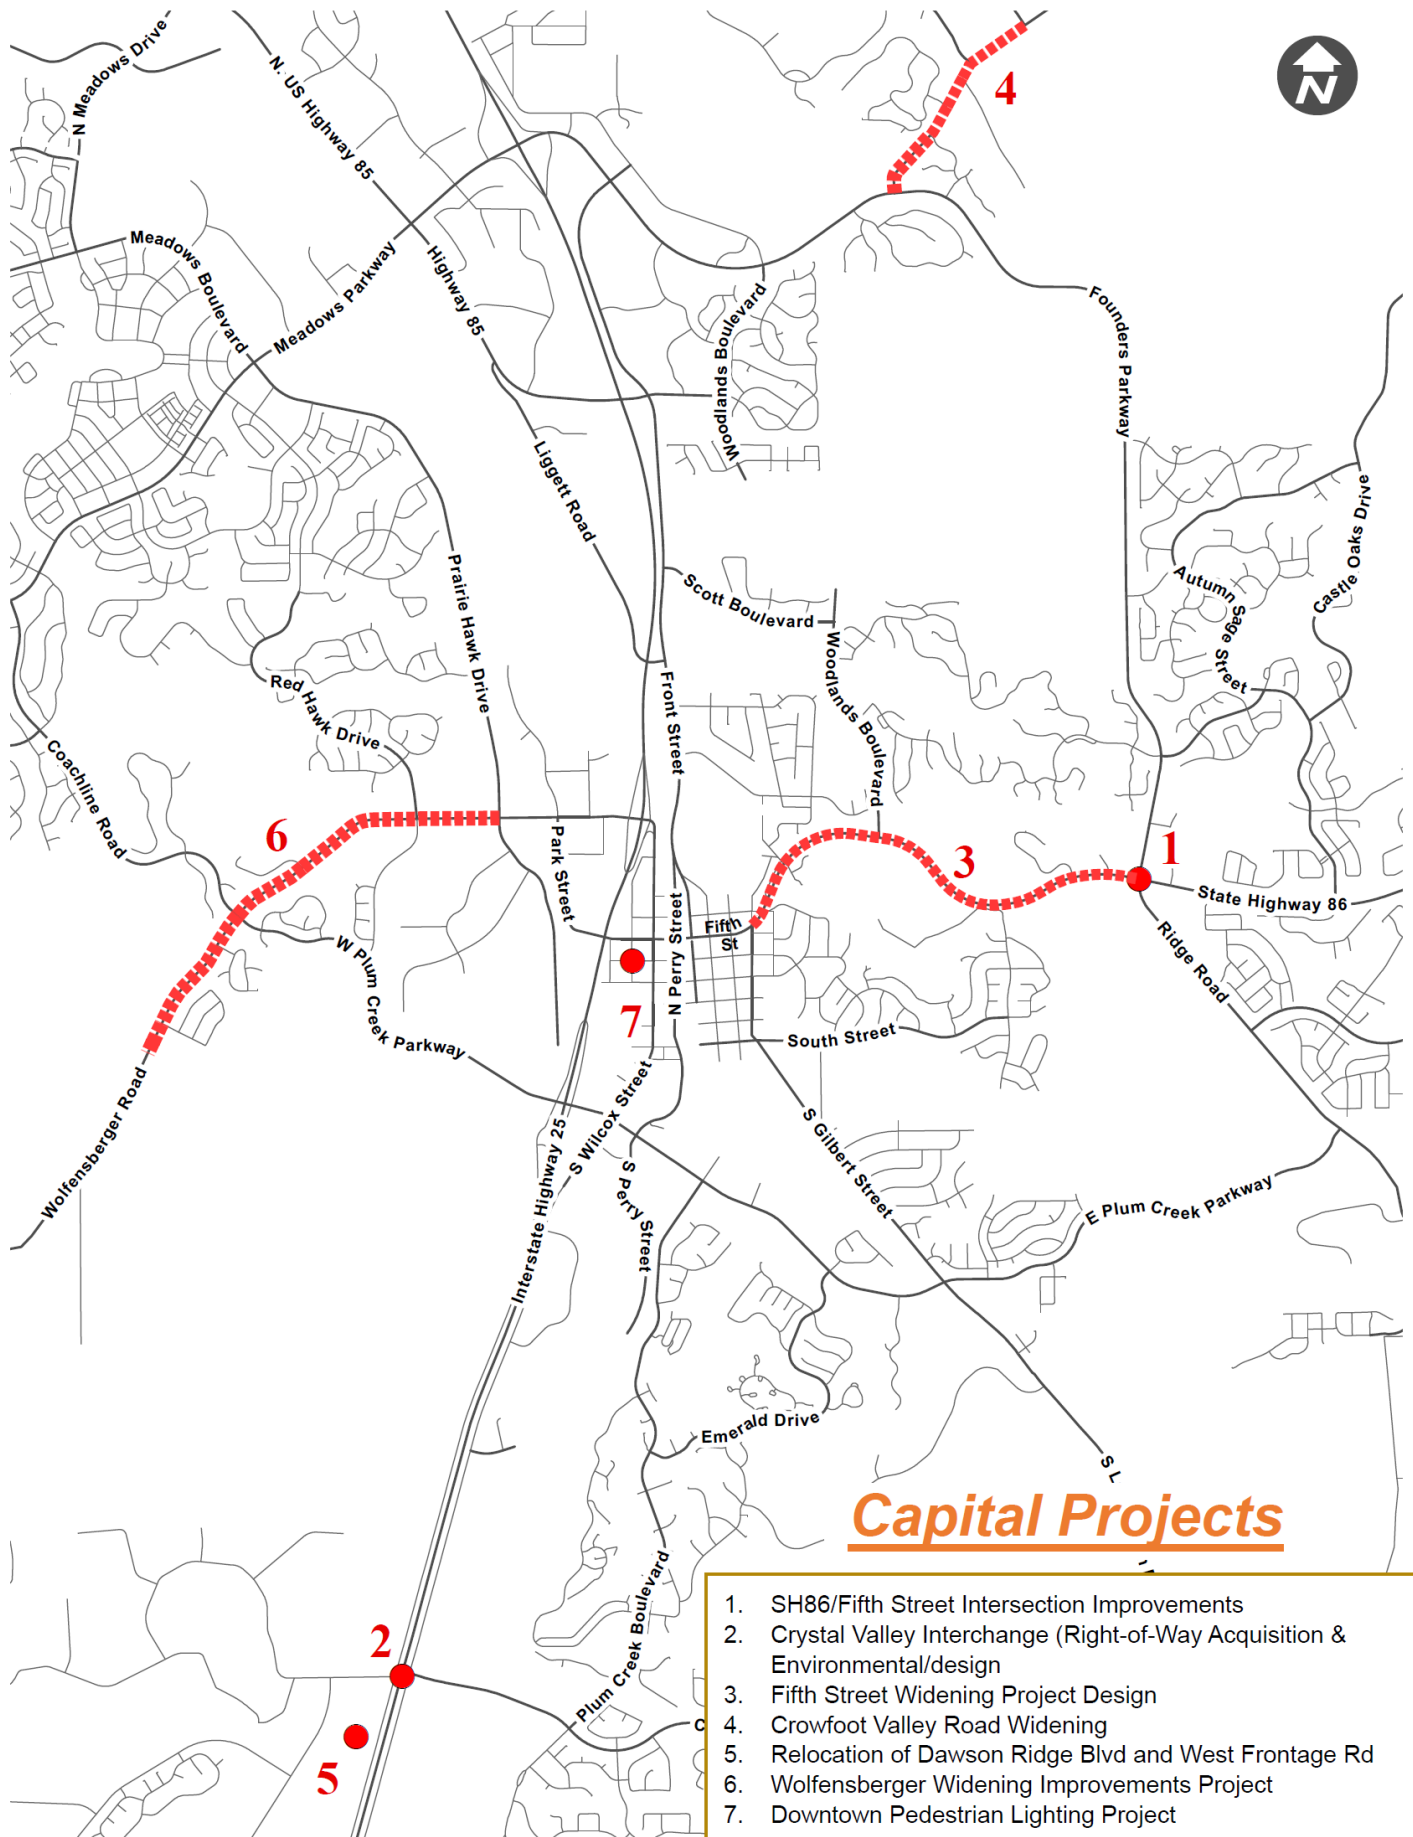 N Meadows Drive
N. US Highway 85
4
N
Meadows Boulevard
Meadows Parkway
Highway 85
Woodlands Boulevard
Founders Parkway
Liggett Road
Castle Oaks Drive
Prairie Hawk Drive
Scott Boulevard
Autumn Sage Street
Woodlands Boulevard
Red Hawk Drive
Front Street
Coachline Road
6
Park Street
3
1
State Highway 86
Fifth
St
N Perry Street
Ridge Road
W Plum Creek Parkway
7
South Street
Wolfensberger Road
S Wilcox Street
S Gilbert Street
Interstate Highway 25
S Perry Street
E Plum Creek Parkway
Emerald Drive
S L
Capital Projects
Plum Creek Boulevard
2
C
5
1. SH86/Fifth Street Intersection Improvements
2. Crystal Valley Interchange (Right-of-Way Acquisition &
Environmental/design
3. Fifth Street Widening Project Design
4. Crowfoot Valley Road Widening
5. Relocation of Dawson Ridge Blvd and West Frontage Rd
6. Wolfensberger Widening Improvements Project
7. Downtown Pedestrian Lighting Project